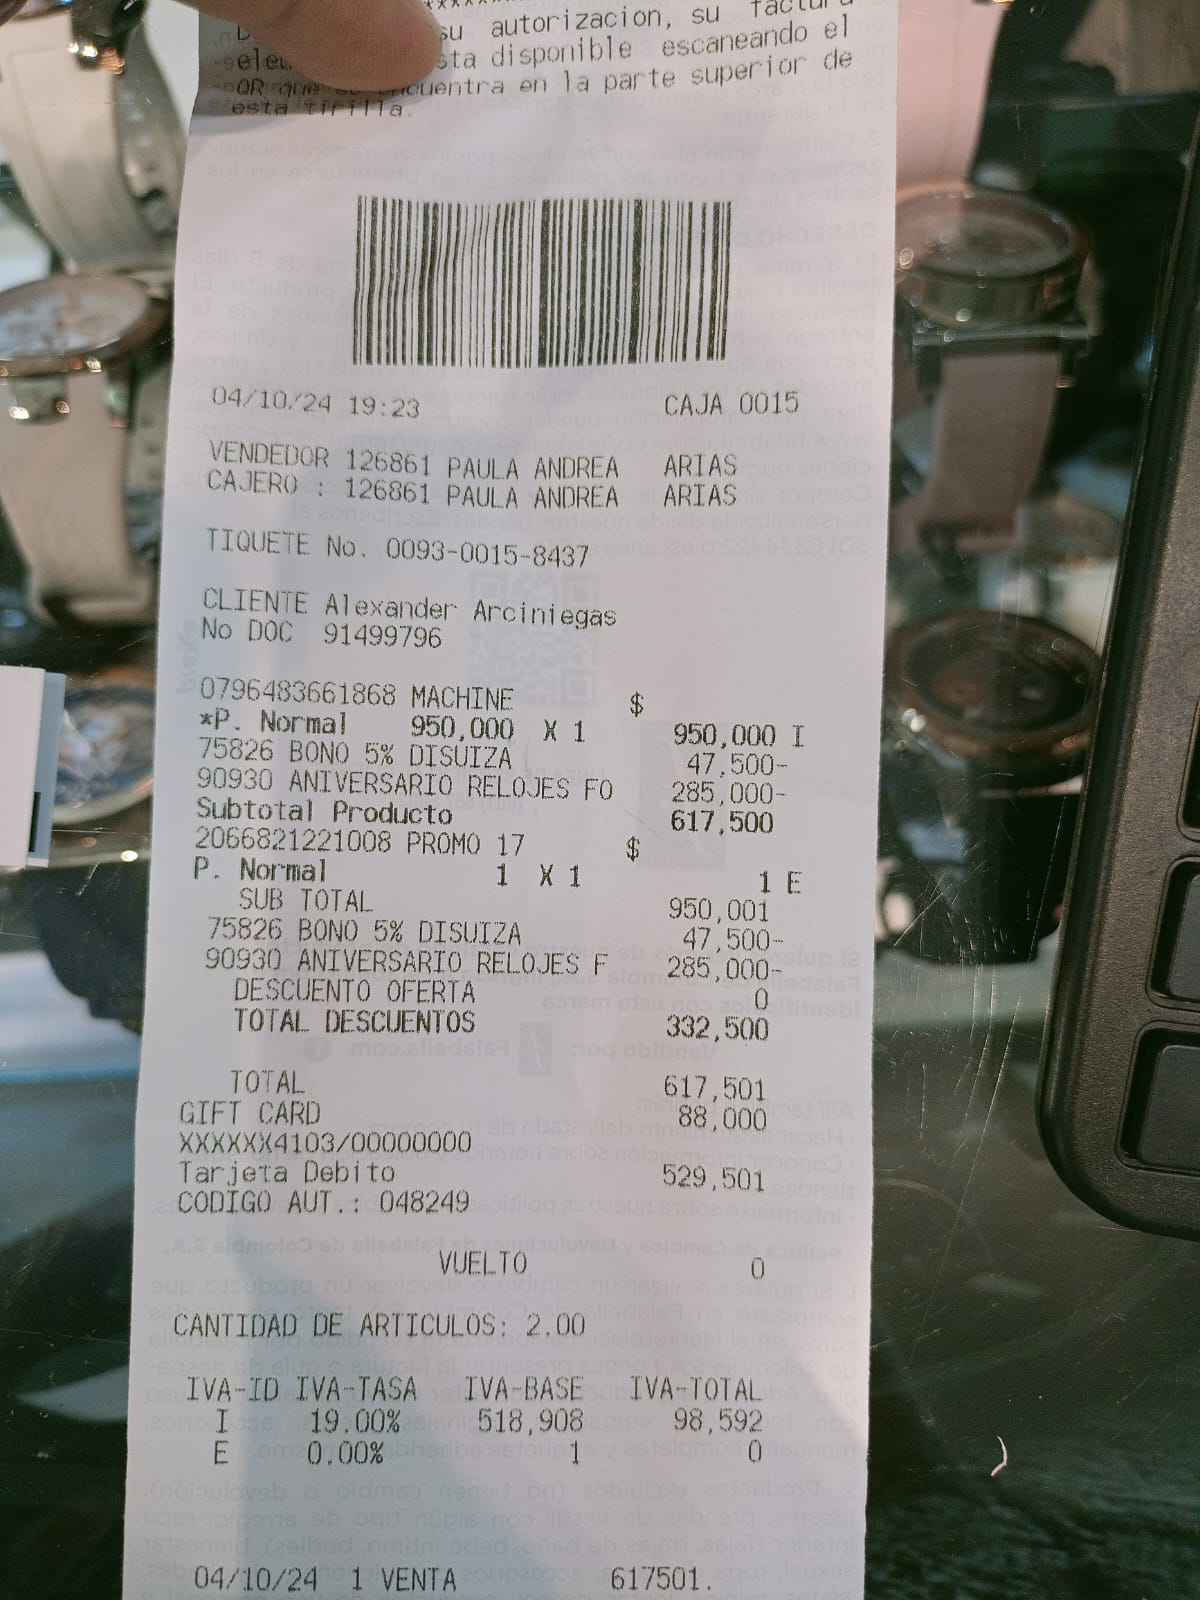 su autorizacion, su factura
sta disponible escaneando el
QR que se encuentra en la parte superior de
esta tirilla.
04/10/24 19:23 CAJA 0015
VENDEDOR 126861 PAULA ANDREA ARIAS
CAJERO : 126861 PAULA ANDREA ARIAS
TIQUETE No. 0093-0015-8437
CLIENTE Alexander Arciniegas
No DOC 91499796
0796483661868 MACHINE $
*P. Normal 950,000 X 1 950,000 I
75826 BONO 5% DISUIZA 47,500-
90930 ANIVERSARIO RELOJES FO 285,000-
Subtotal Producto 617,500
2066821221008 PROMO 17 $
P. Normal 1 X 1 1 E
SUB TOTAL 950,001
75826 BONO 5% DISUIZA 47,500-
90930 ANIVERSARIO RELOJES F 285,000-
DESCUENTO OFERTA 0
TOTAL DESCUENTOS 332,500
TOTAL 617,501
GIFT CARD 88,000
XXXXXX4103/00000000
Tarjeta Debito 529,501
CODIGO AUT.: 048249
VUELTO 0
CANTIDAD DE ARTICULOS: 2.00
IVA-ID IVA-TASA IVA-BASE IVA-TOTAL
I 19.00% 518,908 98,592
E 0.00% 1 0
04/10/24 1 VENTA 617501.